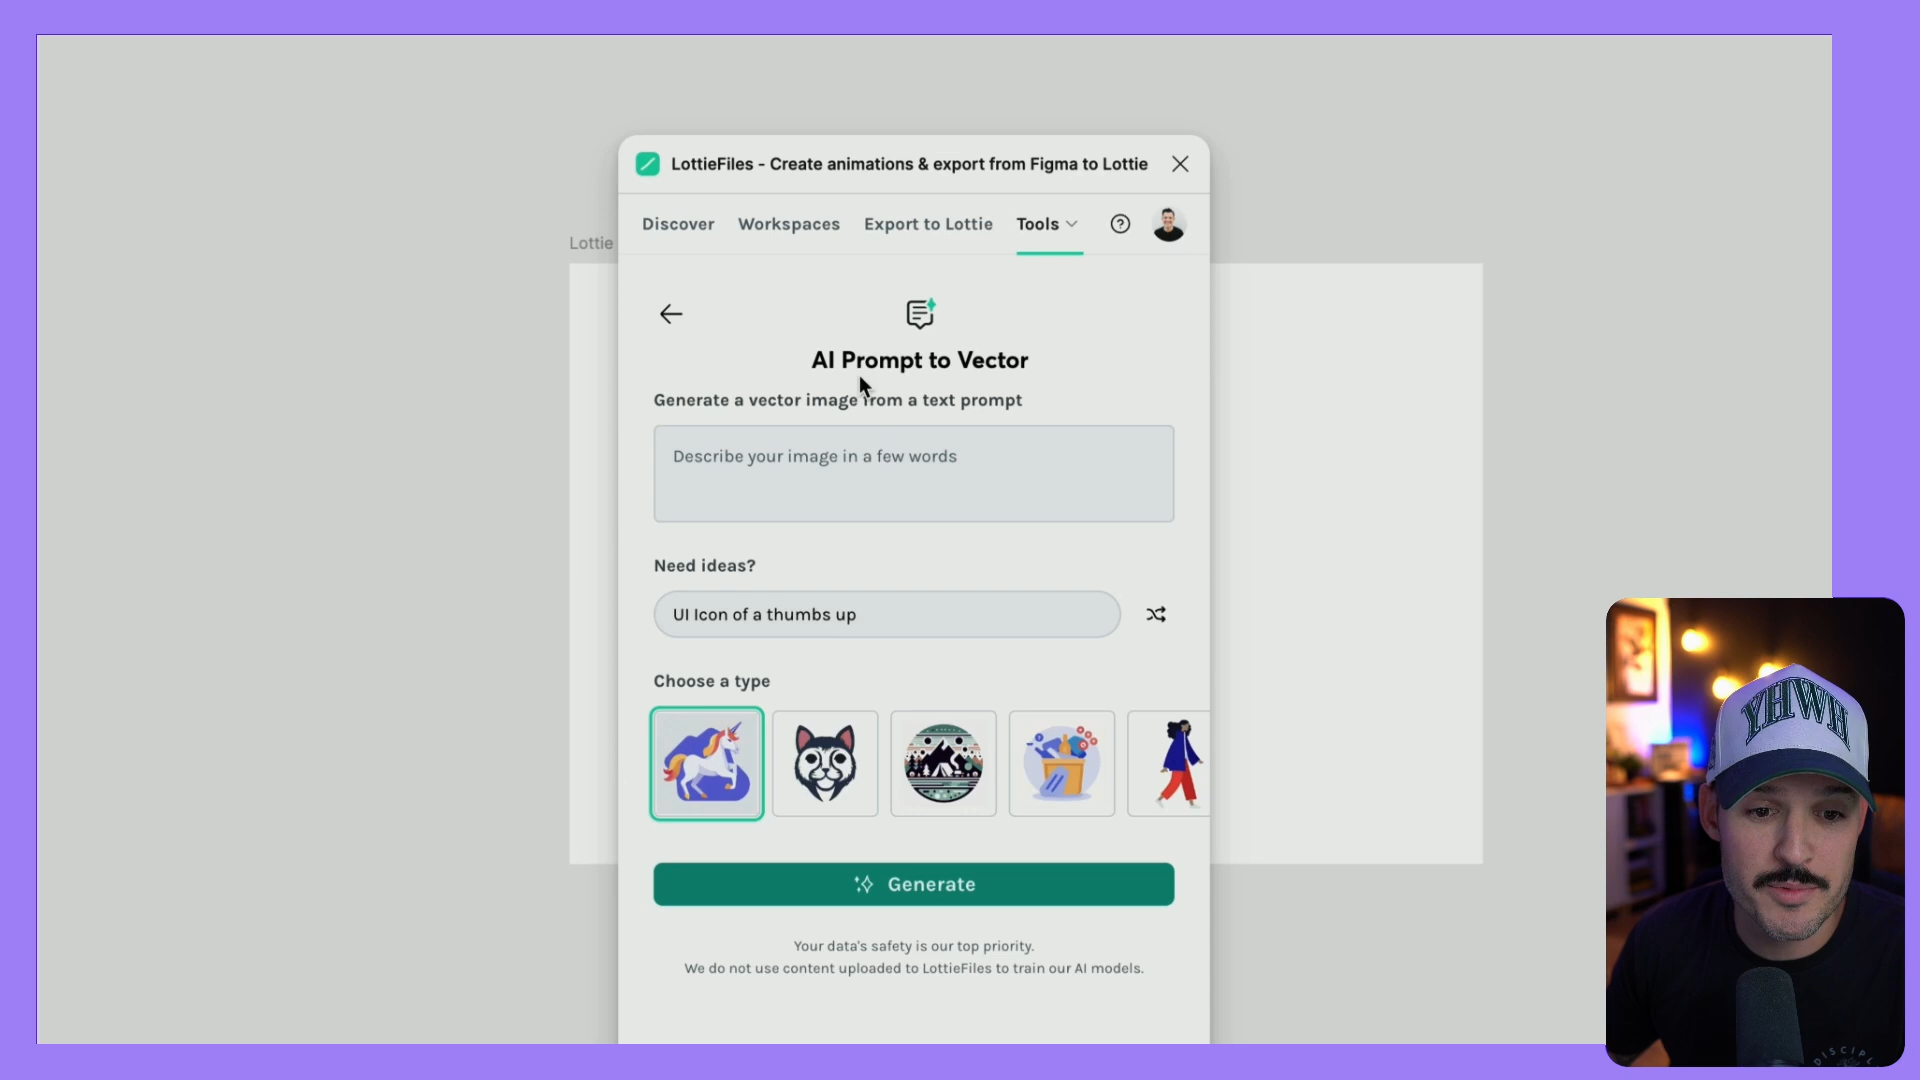 LottieFiles - Create animations & export from Figma to Lottie
Discover Workspaces Export to Lottie Tools
Lottie
AI Prompt to Vector
Generate a vector image from a text prompt
Describe your image in a few words
Need ideas?
UI Icon of a thumbs up
Choose a type
Generate
Your data's safety is our top priority.
We do not use content uploaded to LottieFiles to train our AI models.
YHWH
DISCIPL